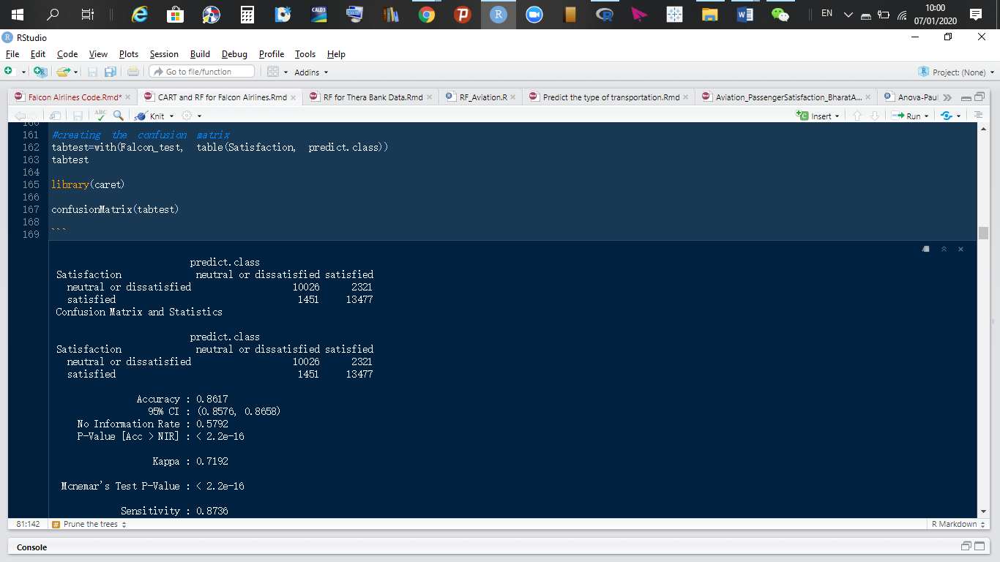 CALD3
EN
10:00
07/01/2020
RStudio
File Edit Code View Plots Session Build Debug Profile Tools Help
Go to file/function Addins Project: (None)
Falcon Airlines Code.Rmd* CART and RF for Falcon Airlines.Rmd RF for Thera Bank Data.Rmd RF_Aviation.R Predict the type of transportation.Rmd Aviation_PassengerSatisfaction_BharatA... Anova-Paul
ABC Knit Insert Run
160
161 #creating the confusion matrix
162 tabtest=with(Falcon_test, table(Satisfaction, predict.class))
163 tabtest
164
165 library(caret)
166
167 confusionMatrix(tabtest)
168
169 ```
predict.class
Satisfaction neutral or dissatisfied satisfied
neutral or dissatisfied 10026 2321
satisfied 1451 13477
Confusion Matrix and Statistics
predict.class
Satisfaction neutral or dissatisfied satisfied
neutral or dissatisfied 10026 2321
satisfied 1451 13477
Accuracy : 0.8617
95% CI : (0.8576, 0.8658)
No Information Rate : 0.5792
P-Value [Acc > NIR] : < 2.2e-16
Kappa : 0.7192
Mcnemar's Test P-Value : < 2.2e-16
Sensitivity : 0.8736
81:142 # Prune the trees R Markdown
Console